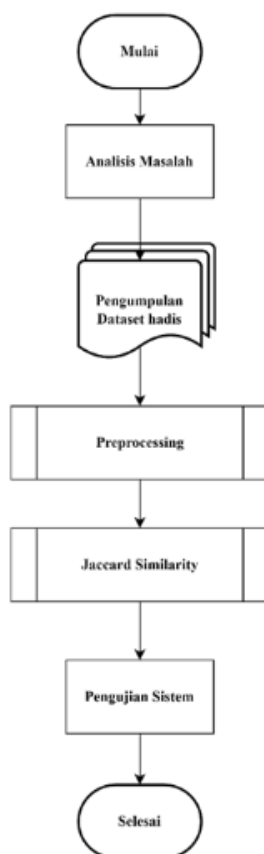 Mulai
Analisis Masalah
Pengumpulan
Dataset hadis
Preprocessing
Jaccard Similarity
Pengujian Sistem
Selesai